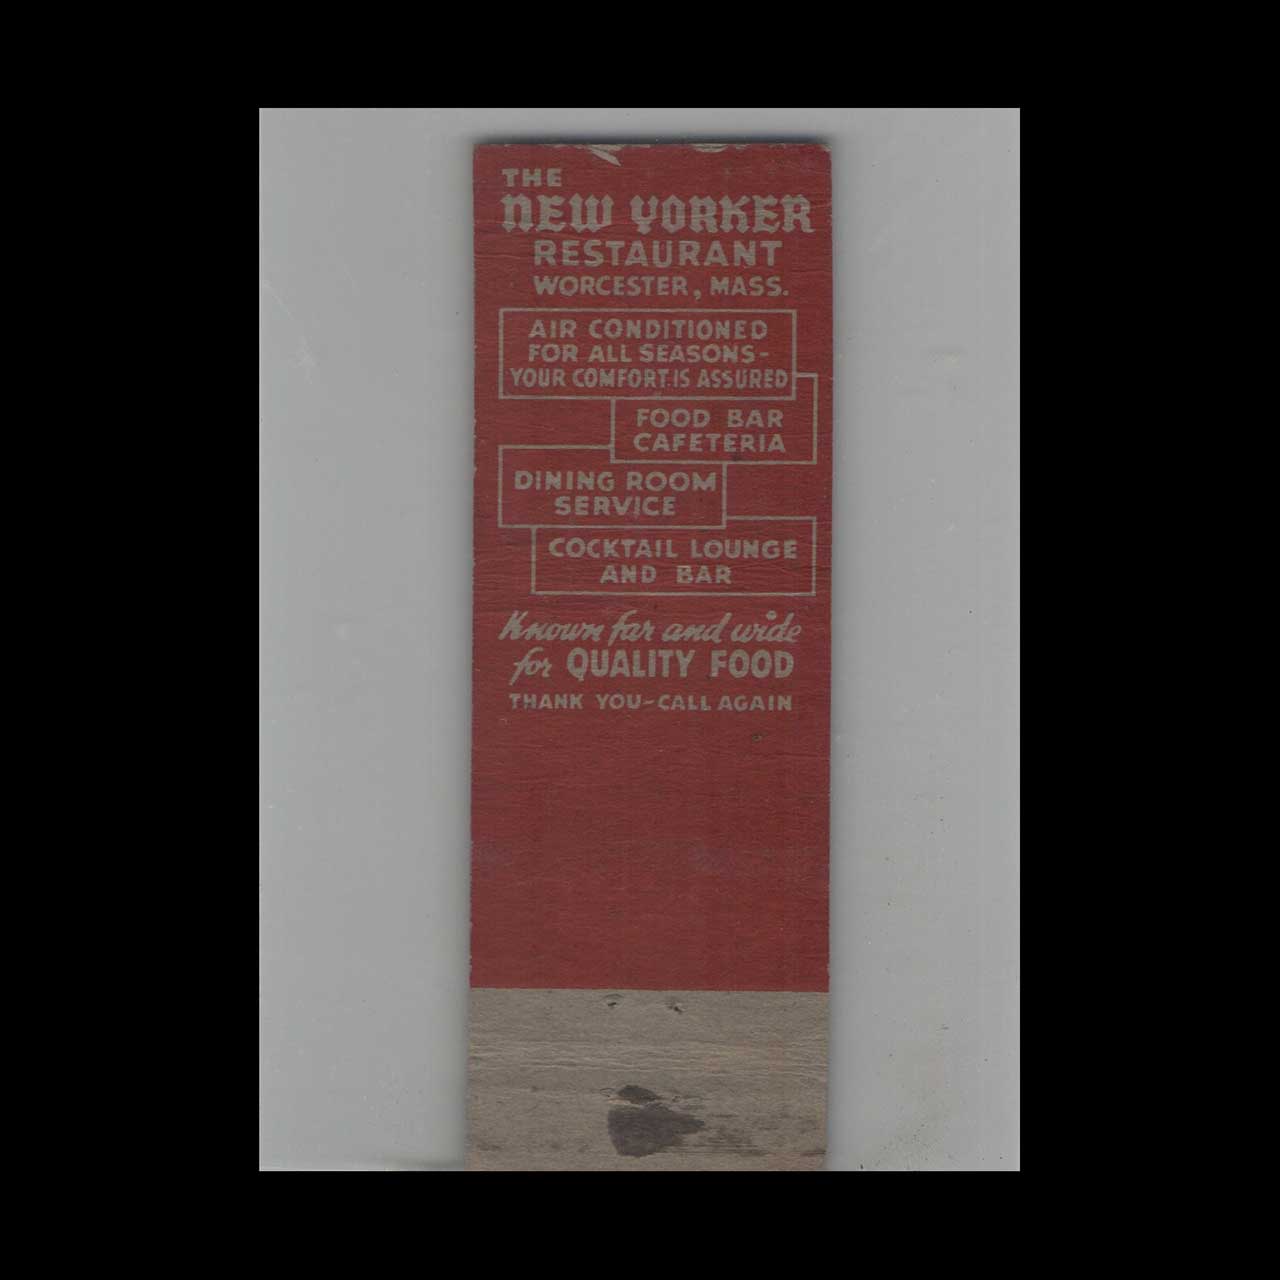 THE
NEW YORKER
RESTAURANT
WORCESTER, MASS.
AIR CONDITIONED
FOR ALL SEASONS-
YOUR COMFORT IS ASSURED
FOOD BAR
CAFETERIA
DINING ROOM
SERVICE
COCKTAIL LOUNGE
AND BAR
Known far and wide
for QUALITY FOOD
THANK YOU-CALL AGAIN